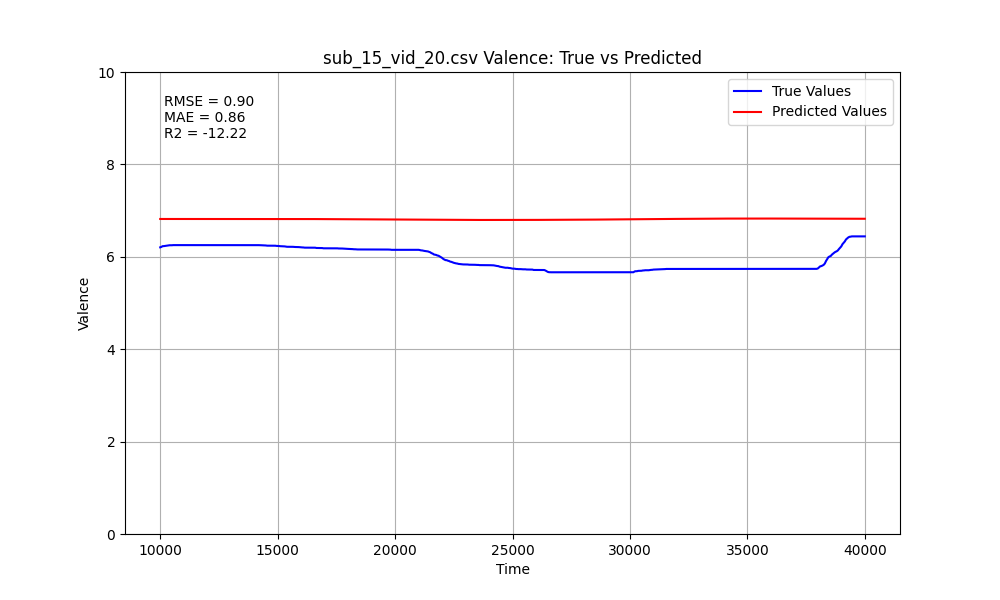 sub_15_vid_20.csv Valence: True vs Predicted
RMSE = 0.90
MAE = 0.86
R2 = -12.22
True Values
Predicted Values
10
8
6
4
2
0
Valence
10000 15000 20000 25000 30000 35000 40000
Time